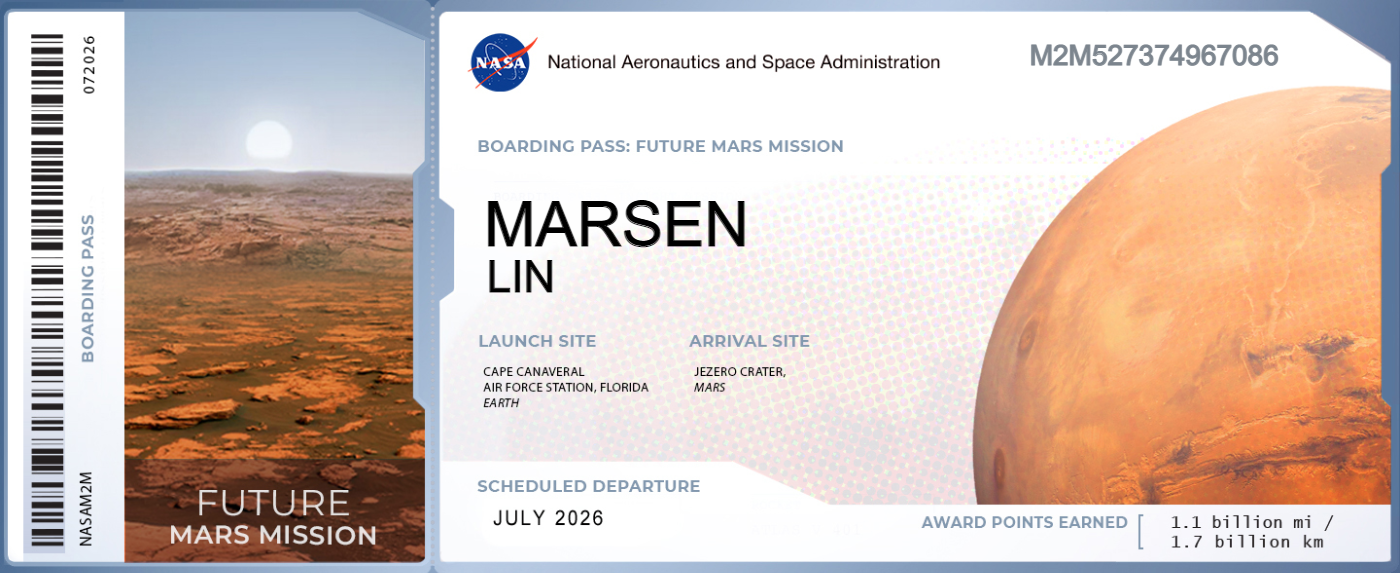 072026
BOARDING PASS
NASAM2M
FUTURE
MARS MISSION
NASA
National Aeronautics and Space Administration
M2M527374967086
BOARDING PASS: FUTURE MARS MISSION
MARSEN
LIN
LAUNCH SITE
CAPE CANAVERAL
AIR FORCE STATION, FLORIDA
EARTH
ARRIVAL SITE
JEZERO CRATER,
MARS
SCHEDULED DEPARTURE
JULY 2026
AWARD POINTS EARNED
1.1 billion mi /
1.7 billion km